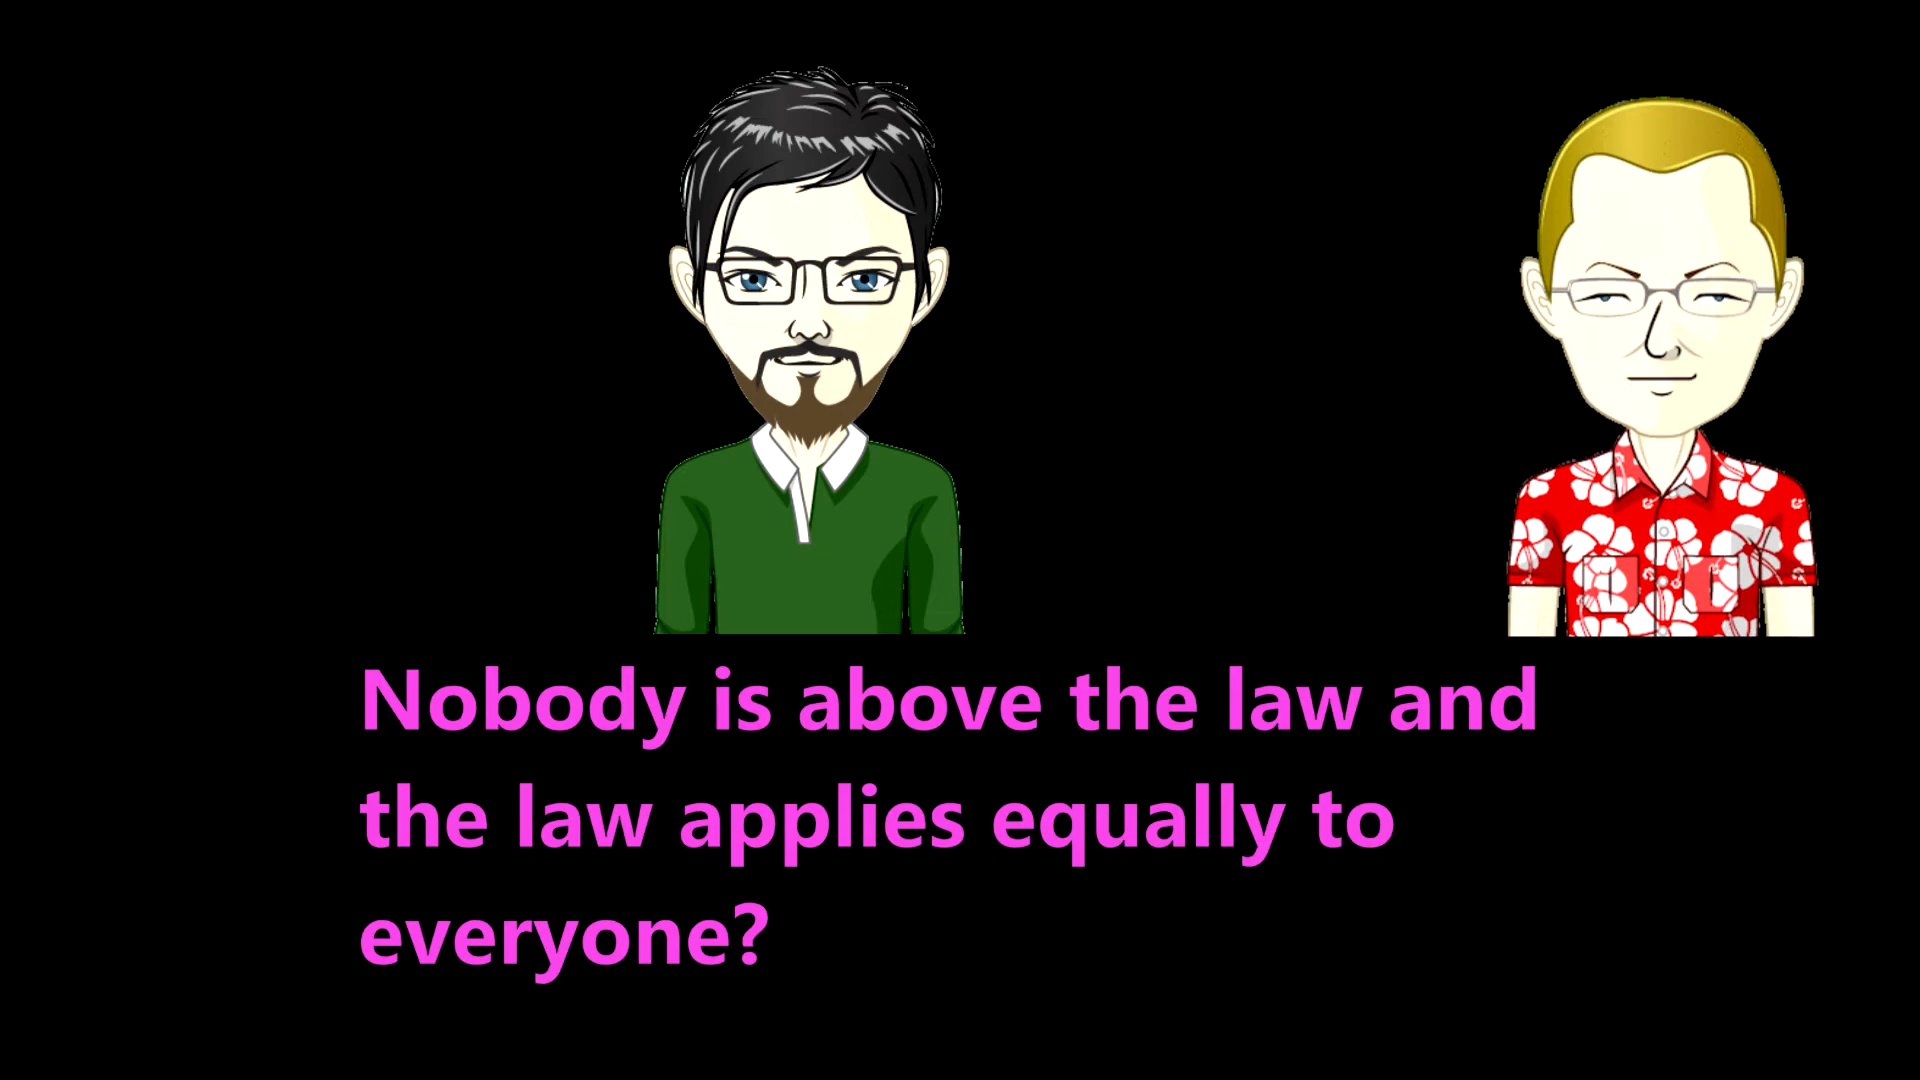 Nobody is above the law and
the law applies equally to
everyone?